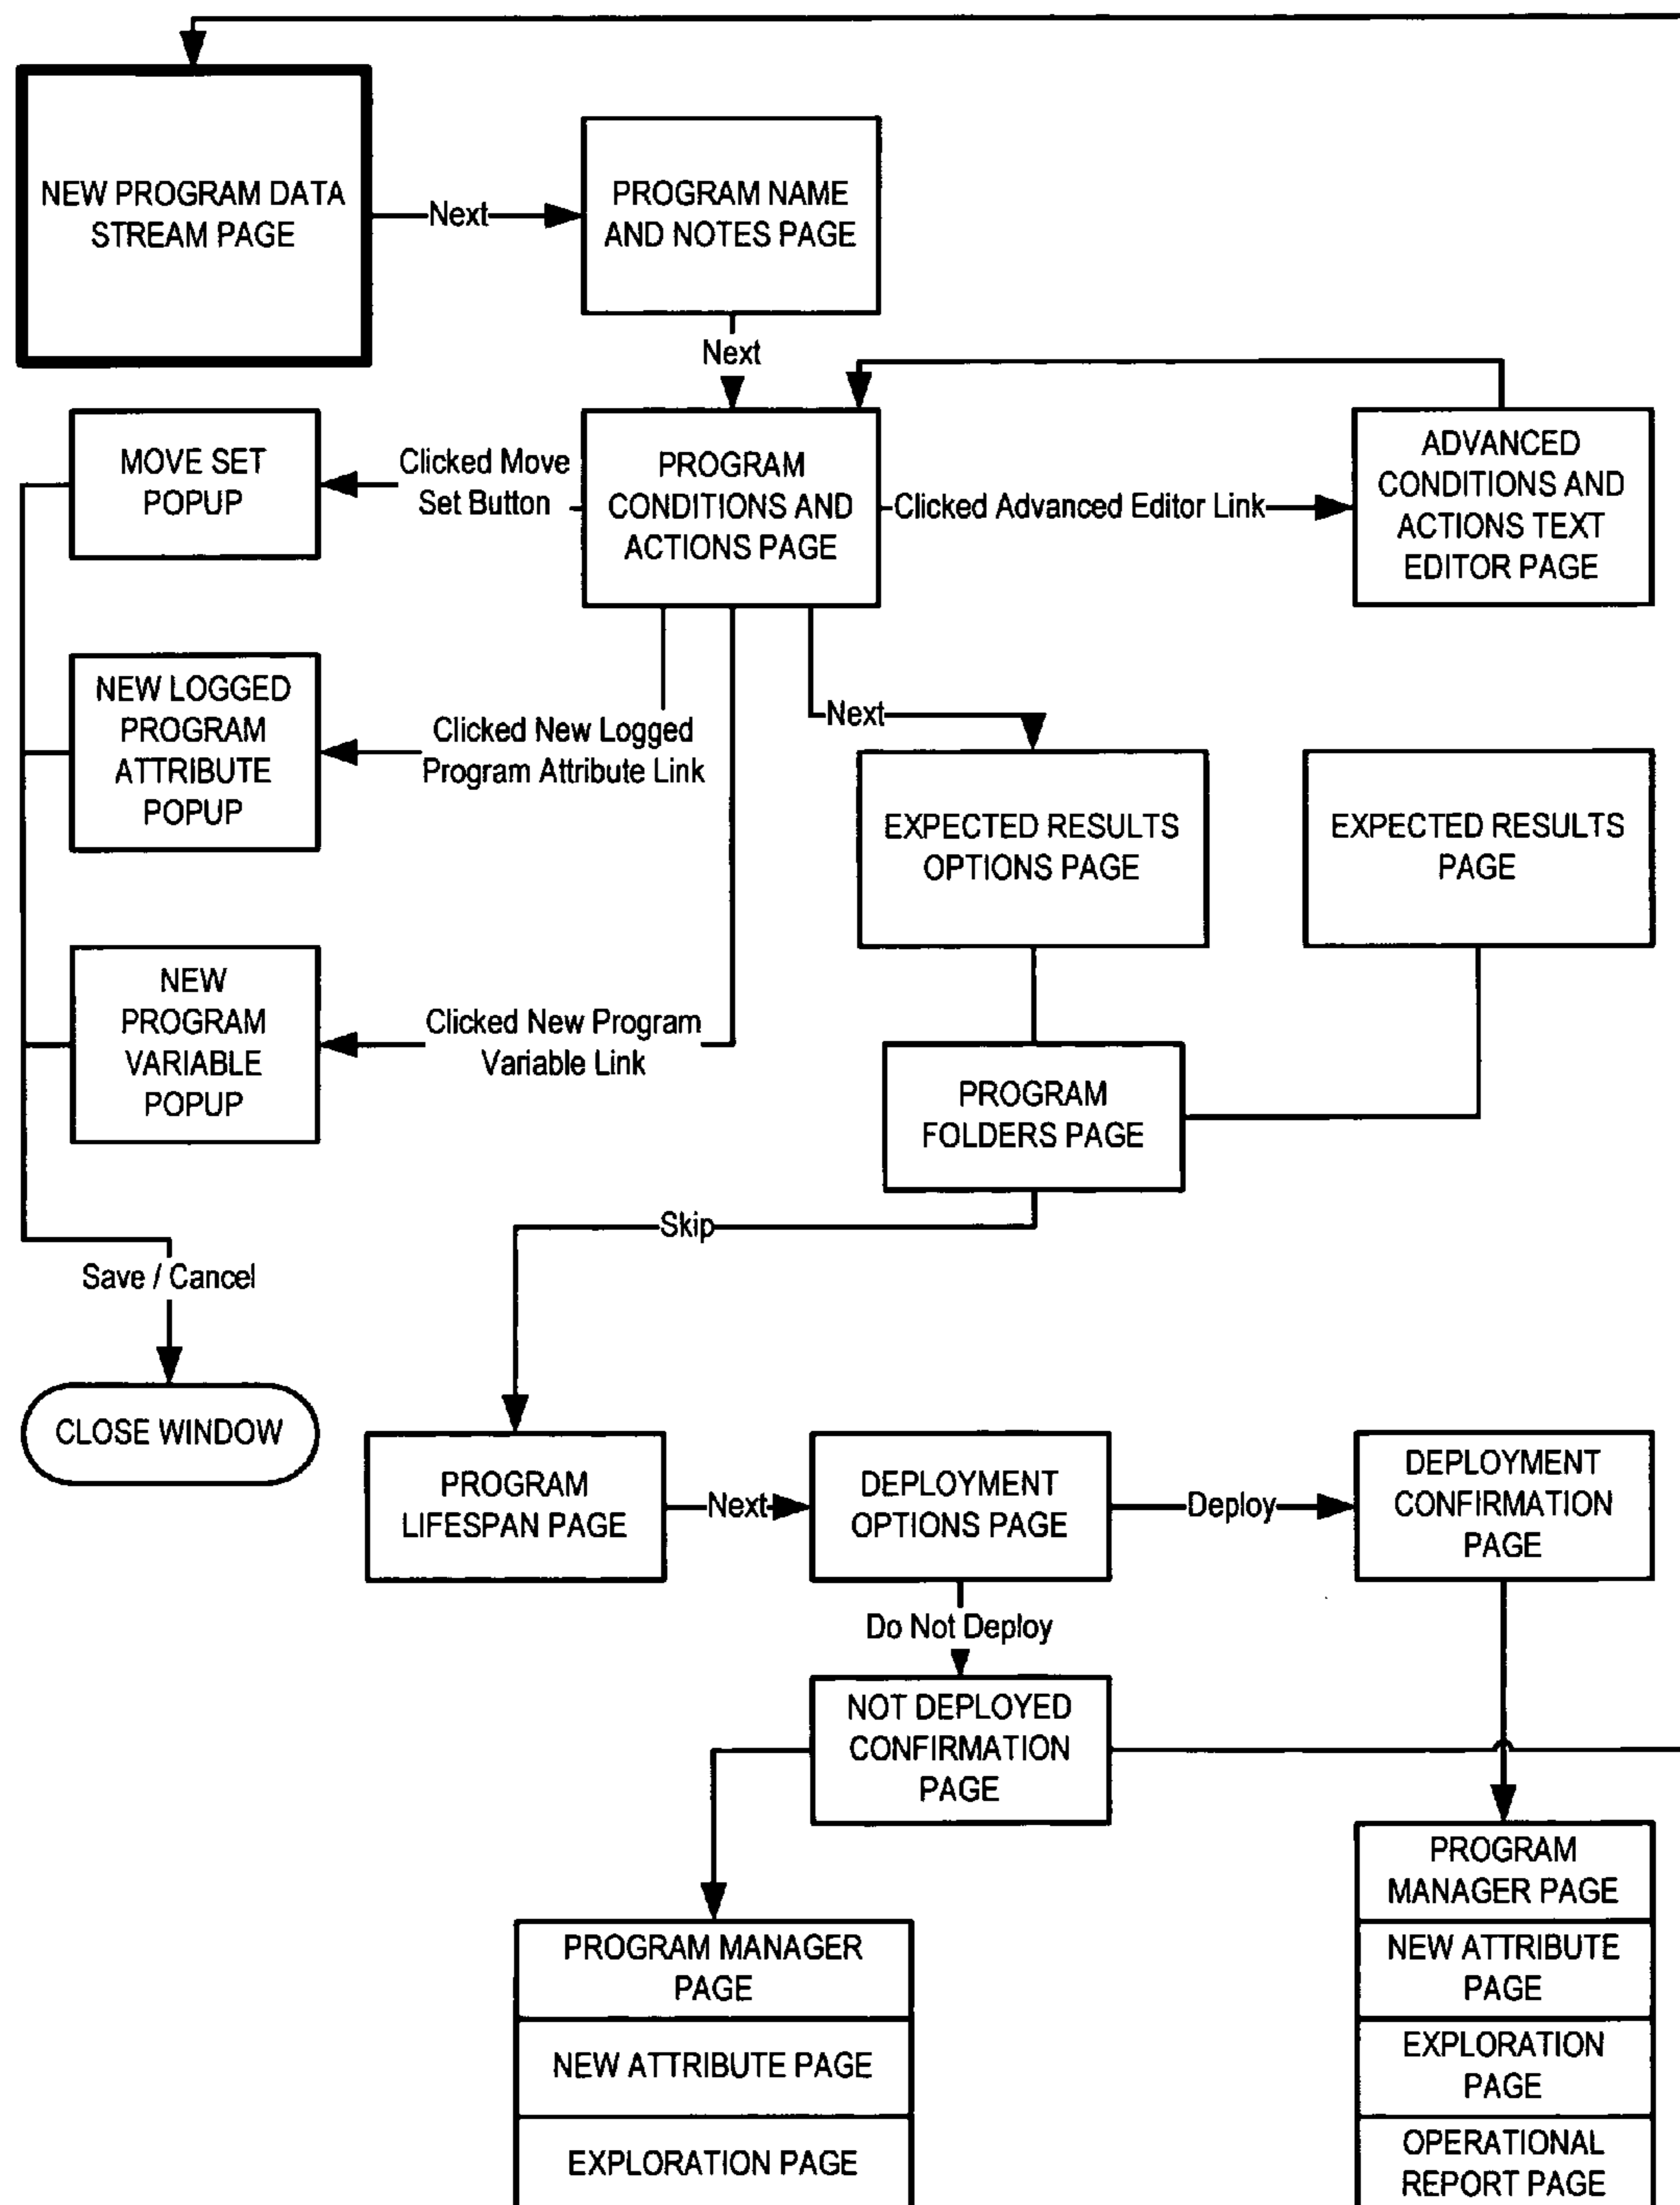 NEW PROGRAM DATA
STREAM PAGE
Next
PROGRAM NAME
AND NOTES PAGE
Next
MOVE SET
POPUP
Clicked Move
Set Button
PROGRAM
CONDITIONS AND
ACTIONS PAGE
Clicked Advanced Editor Link
ADVANCED
CONDITIONS AND
ACTIONS TEXT
EDITOR PAGE
NEW LOGGED
PROGRAM
ATTRIBUTE
POPUP
Clicked New Logged
Program Attribute Link
Next
EXPECTED RESULTS
OPTIONS PAGE
EXPECTED RESULTS
PAGE
NEW
PROGRAM
VARIABLE
POPUP
Clicked New Program
Variable Link
PROGRAM
FOLDERS PAGE
Skip
Save / Cancel
CLOSE WINDOW
PROGRAM
LIFESPAN PAGE
Next
DEPLOYMENT
OPTIONS PAGE
Deploy
DEPLOYMENT
CONFIRMATION
PAGE
Do Not Deploy
NOT DEPLOYED
CONFIRMATION
PAGE
PROGRAM MANAGER
PAGE
NEW ATTRIBUTE PAGE
EXPLORATION PAGE
PROGRAM
MANAGER PAGE
NEW ATTRIBUTE
PAGE
EXPLORATION
PAGE
OPERATIONAL
REPORT PAGE